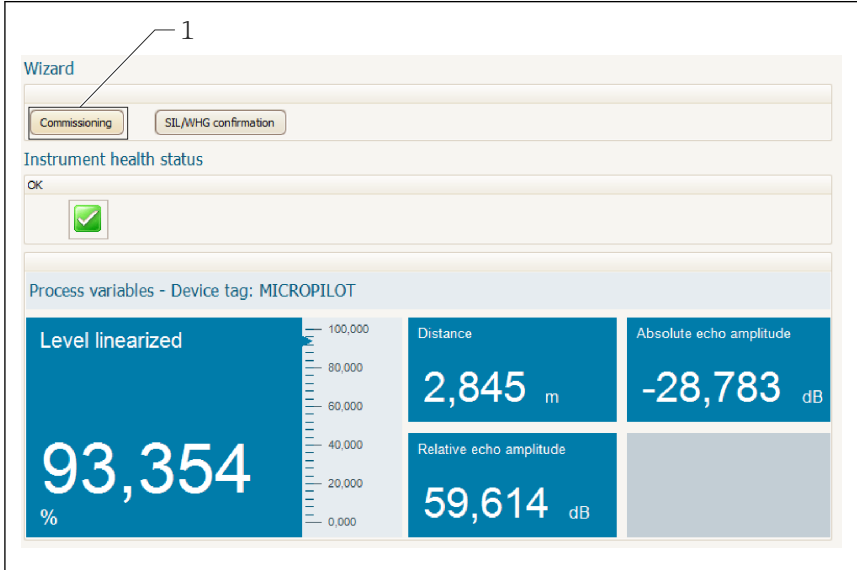 1
Wizard
Commissioning
SIL/WHG confirmation
Instrument health status
OK
Process variables - Device tag: MICROPILOT
Level linearized
93,354
%
100,000
80,000
60,000
40,000
20,000
0,000
Distance
2,845 m
Absolute echo amplitude
-28,783 dB
Relative echo amplitude
59,614 dB